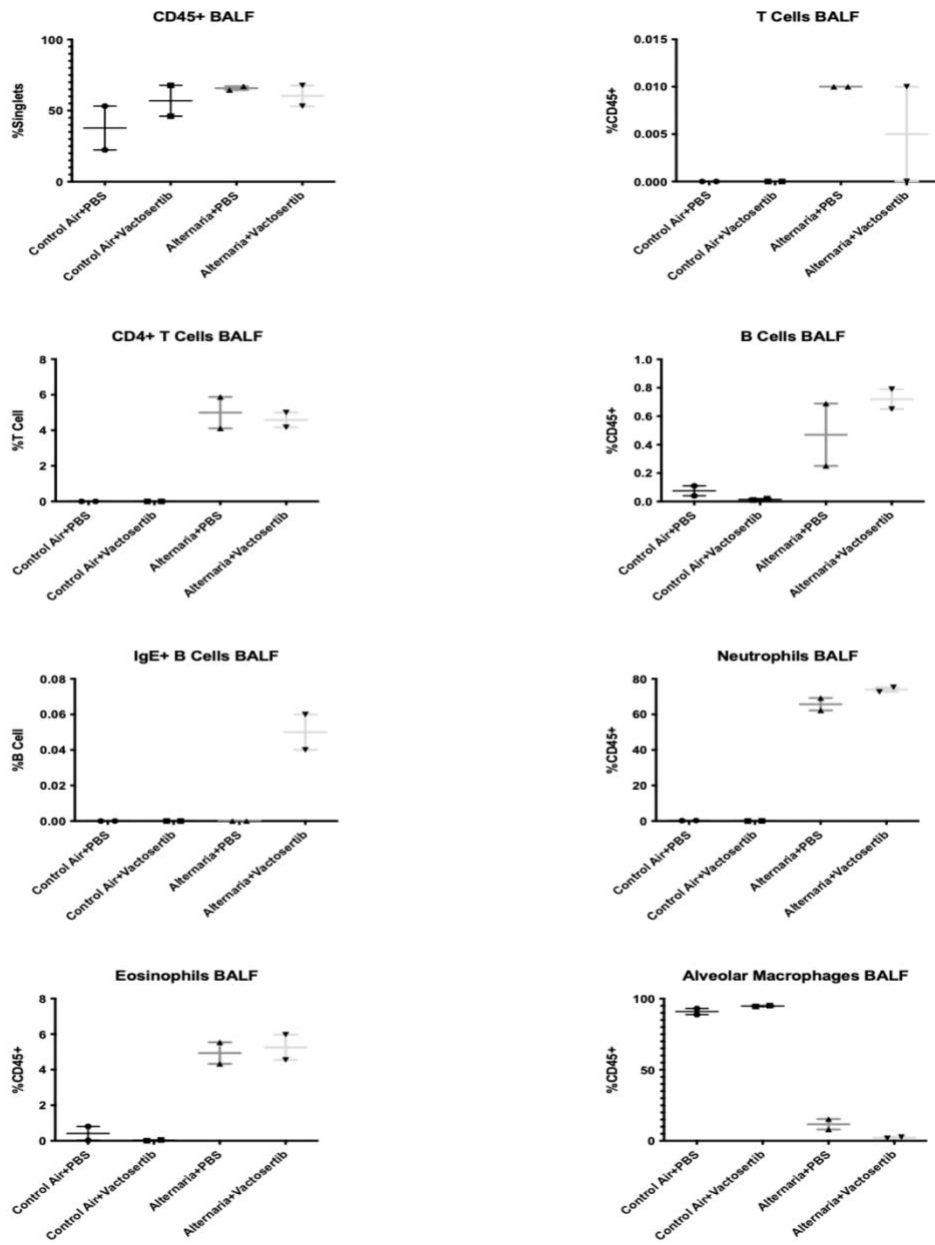 CD45+ BALF
%Singlets
100
50
0
Control Air+PBS
Control Air+Vactosertib
Alternaria+PBS
Alternaria+Vactosertib
T Cells BALF
%CD45+
0.015
0.010
0.005
0.000
Control Air+PBS
Control Air+Vactosertib
Alternaria+PBS
Alternaria+Vactosertib
CD4+ T Cells BALF
%T Cell
8
6
4
2
0
Control Air+PBS
Control Air+Vactosertib
Alternaria+PBS
Alternaria+Vactosertib
B Cells BALF
%CD45+
1.0
0.8
0.6
0.4
0.2
0.0
Control Air+PBS
Control Air+Vactosertib
Alternaria+PBS
Alternaria+Vactosertib
IgE+ B Cells BALF
%B Cell
0.08
0.06
0.04
0.02
0.00
Control Air+PBS
Control Air+Vactosertib
Alternaria+PBS
Alternaria+Vactosertib
Neutrophils BALF
%CD45+
80
60
40
20
0
Control Air+PBS
Control Air+Vactosertib
Alternaria+PBS
Alternaria+Vactosertib
Eosinophils BALF
%CD45+
8
6
4
2
0
Control Air+PBS
Control Air+Vactosertib
Alternaria+PBS
Alternaria+Vactosertib
Alveolar Macrophages BALF
%CD45+
100
50
0
Control Air+PBS
Control Air+Vactosertib
Alternaria+PBS
Alternaria+Vactosertib